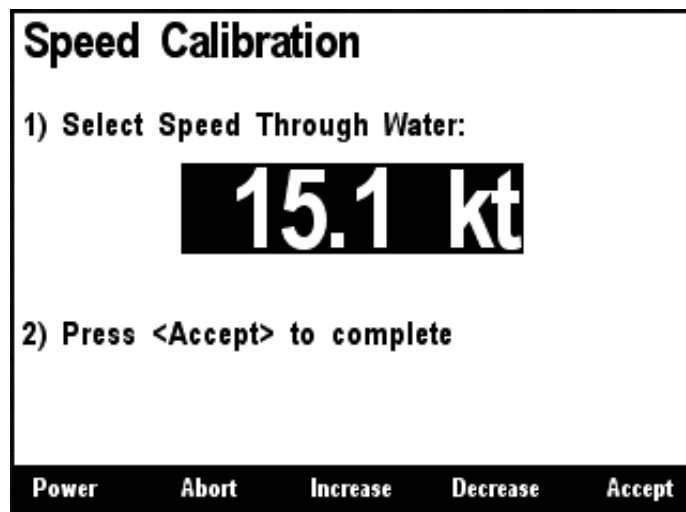 Speed Calibration
1) Select Speed Through Water:
15.1 kt
2) Press <Accept> to complete
Power Abort Increase Decrease Accept